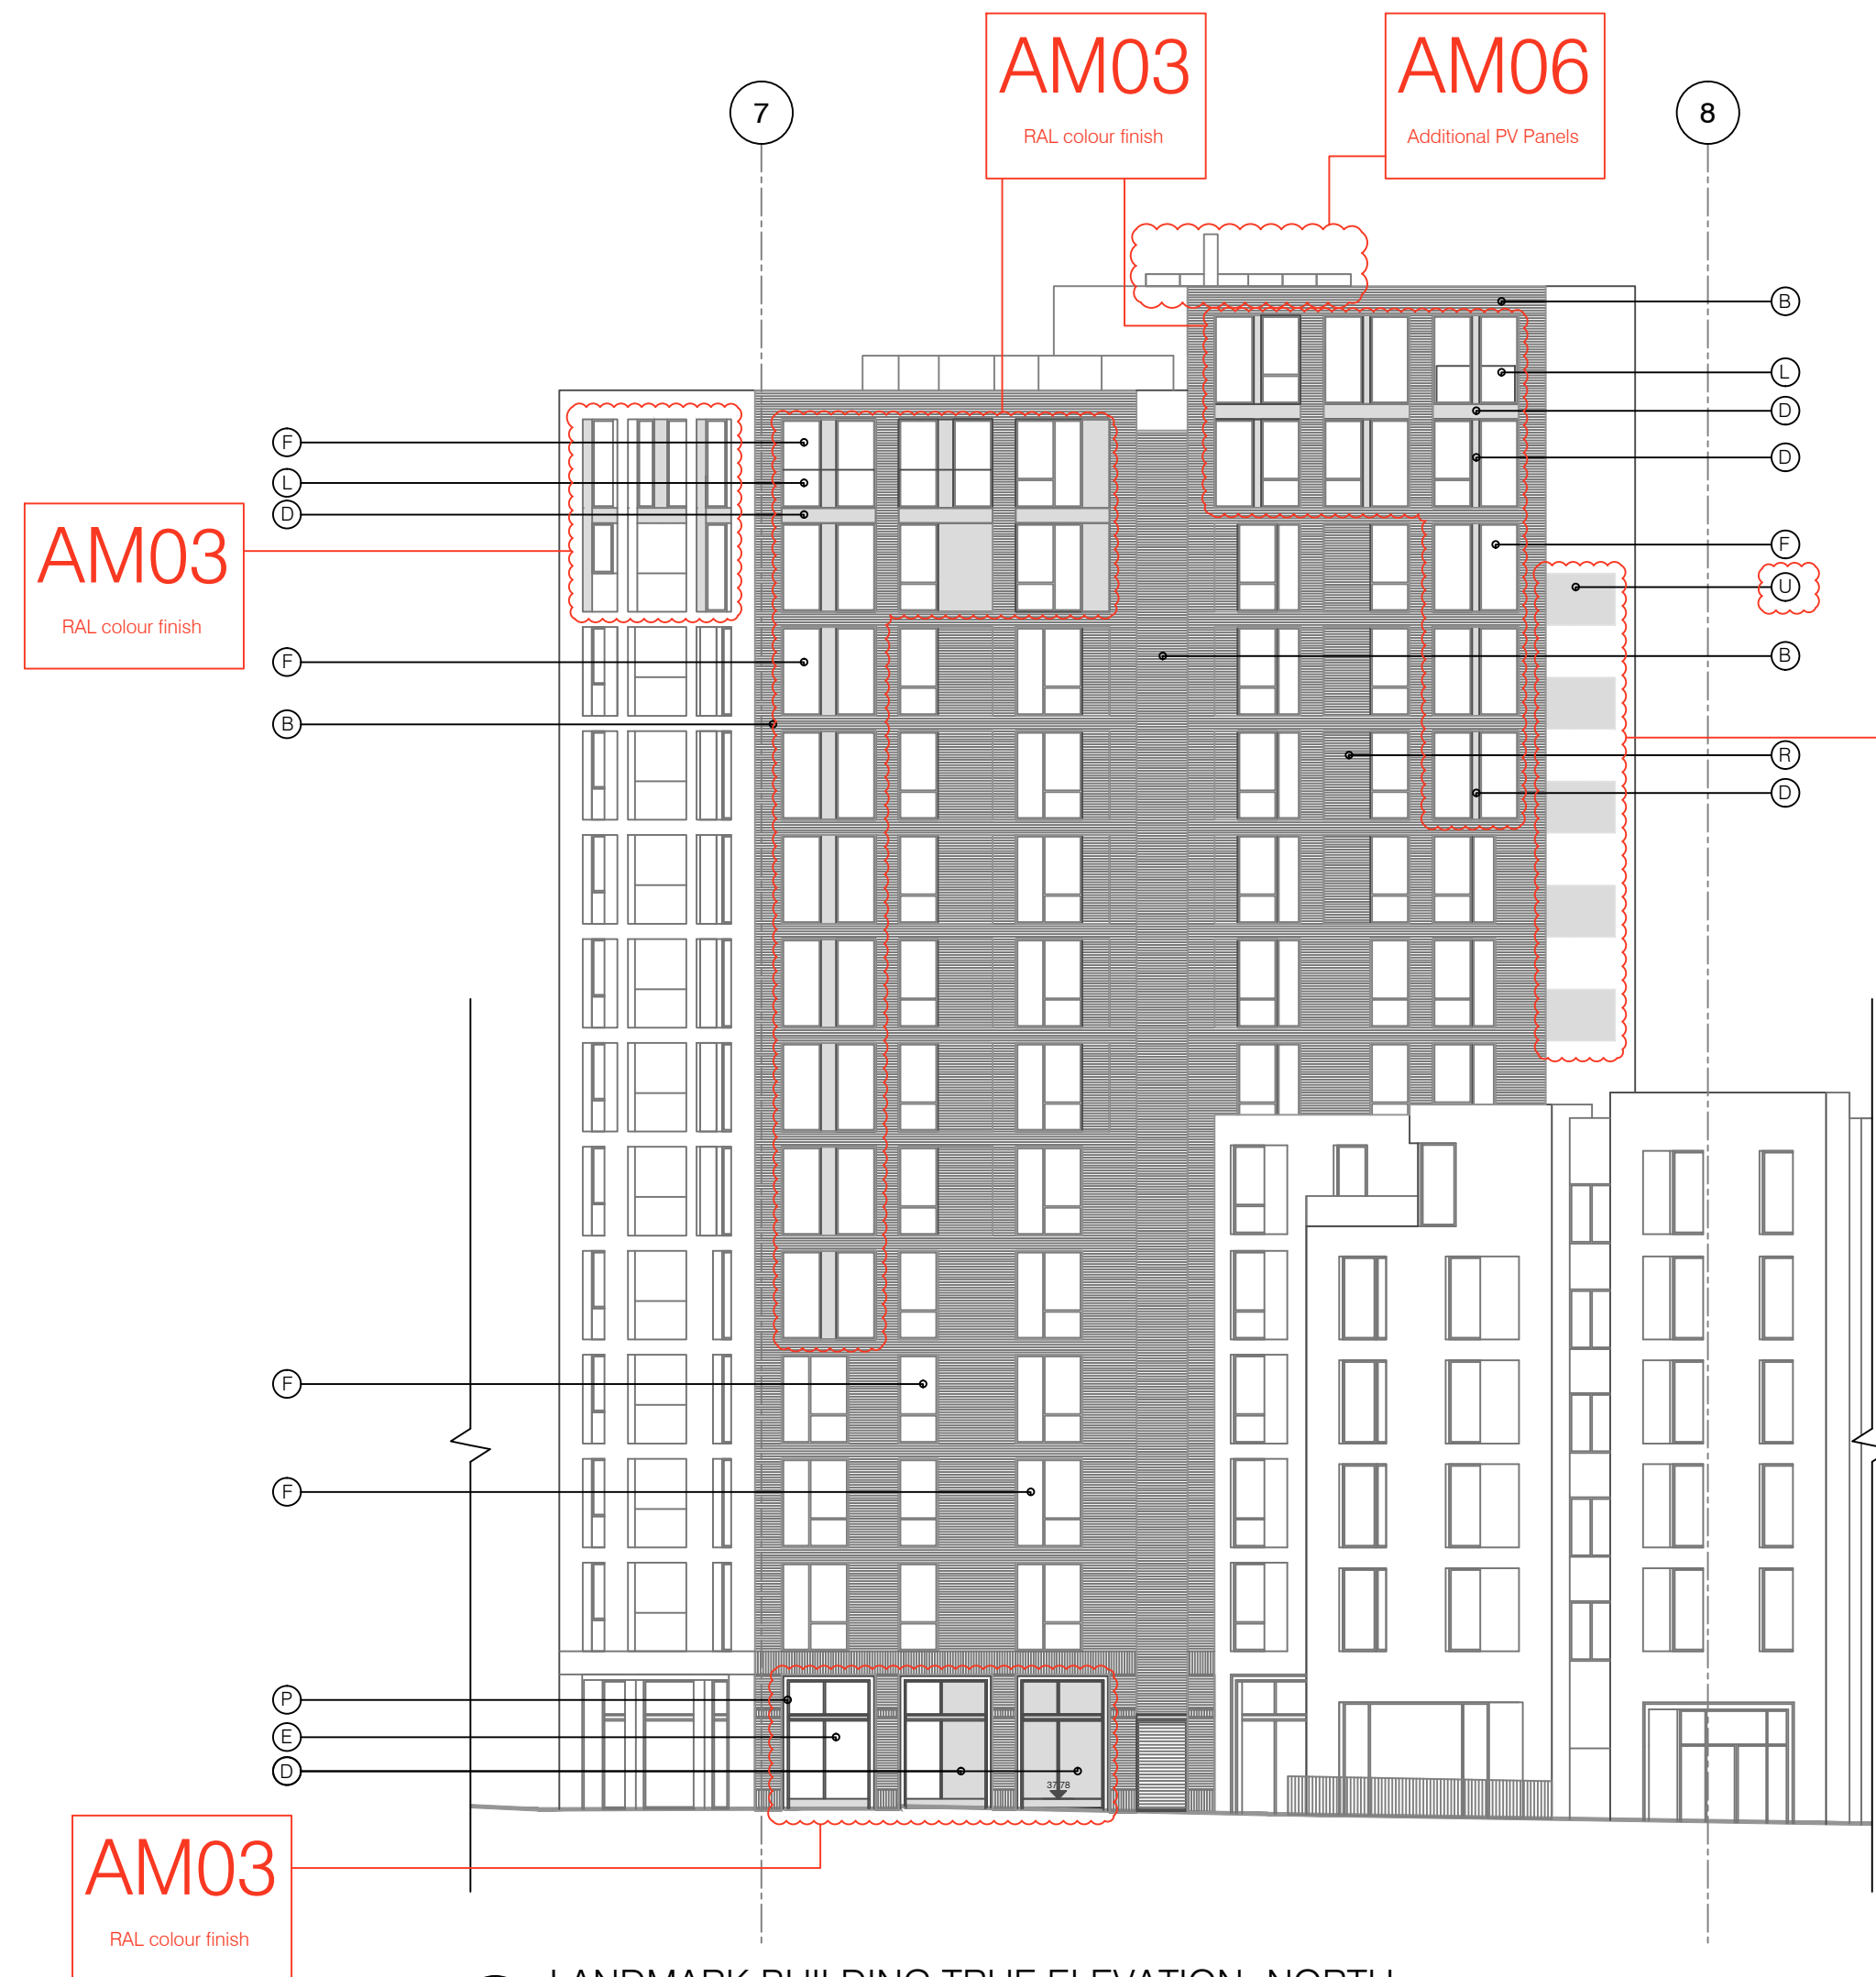 AM03
RAL colour finish
AM06
Additional PV Panels
7
8
B
L
D
D
F
U
B
R
D
F
L
D
AM03
RAL colour finish
F
B
F
F
P
E
D
37.78
AM03
RAL colour finish
LANDMARK BUILDING TRUE ELEVATION- NORTH